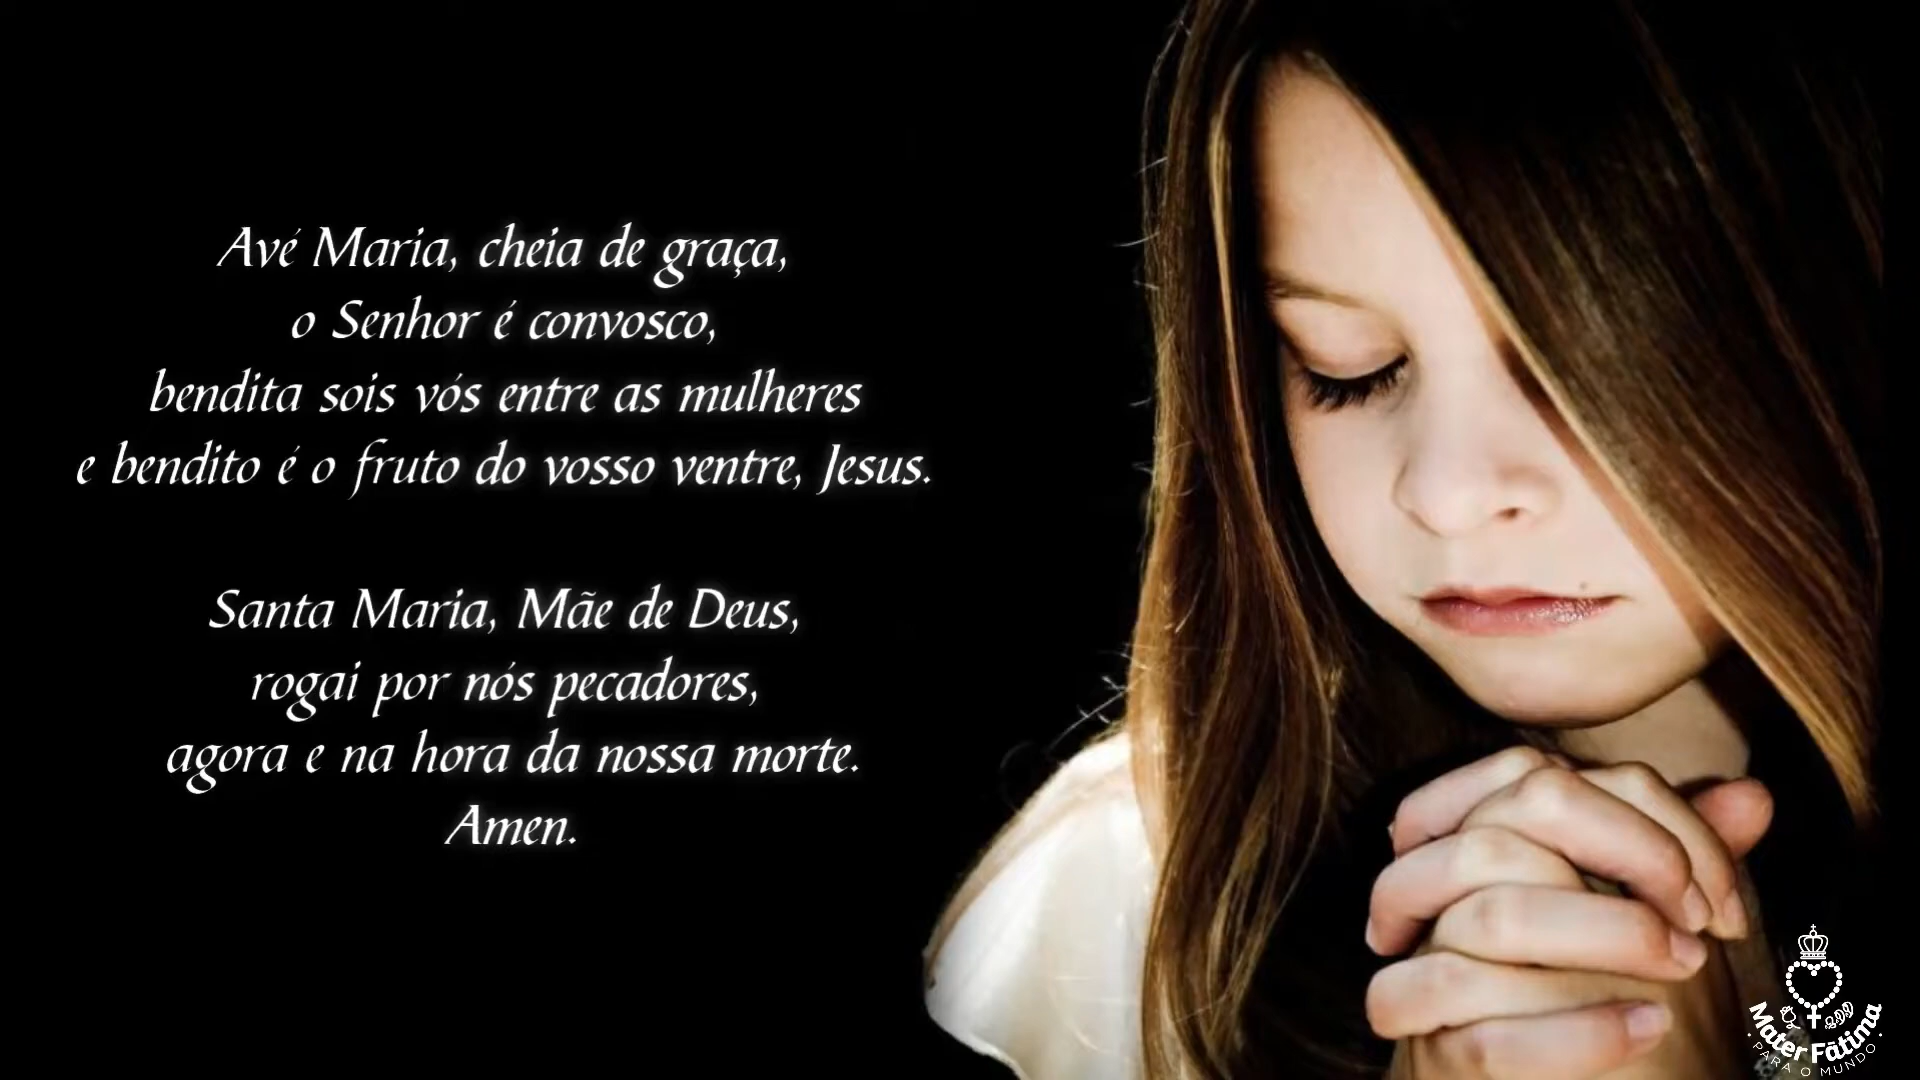 Avé Maria, cheia de graça,
o Senhor é convosco,
bendita sois vós entre as mulheres
e bendito é o fruto do vosso ventre, Jesus.
Santa Maria, Mãe de Deus,
rogai por nós pecadores,
agora e na hora da nossa morte.
Amen.
Mater Fátima
PARA O MUNDO